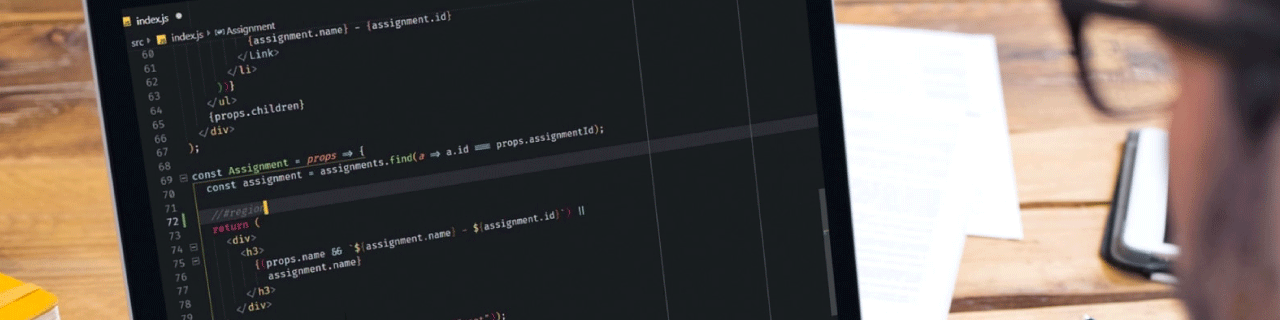 index.js
src › index.js › Assignment
{assignment.name} - {assignment.id}
60 </Link>
61 </li>
62 ))}
63 </ul>
64 {props.children}
65 </div>
66 );
67
68 const Assignment = props => {
69 const assignment = assignments.find(a => a.id === props.assignmentId);
70
71 //#region
72 return (
73 <div>
74 <h3>
75 {(props.name && `${assignment.name} - ${assignment.id}`) ||
76 assignment.name}
77 </h3>
78 </div>
79